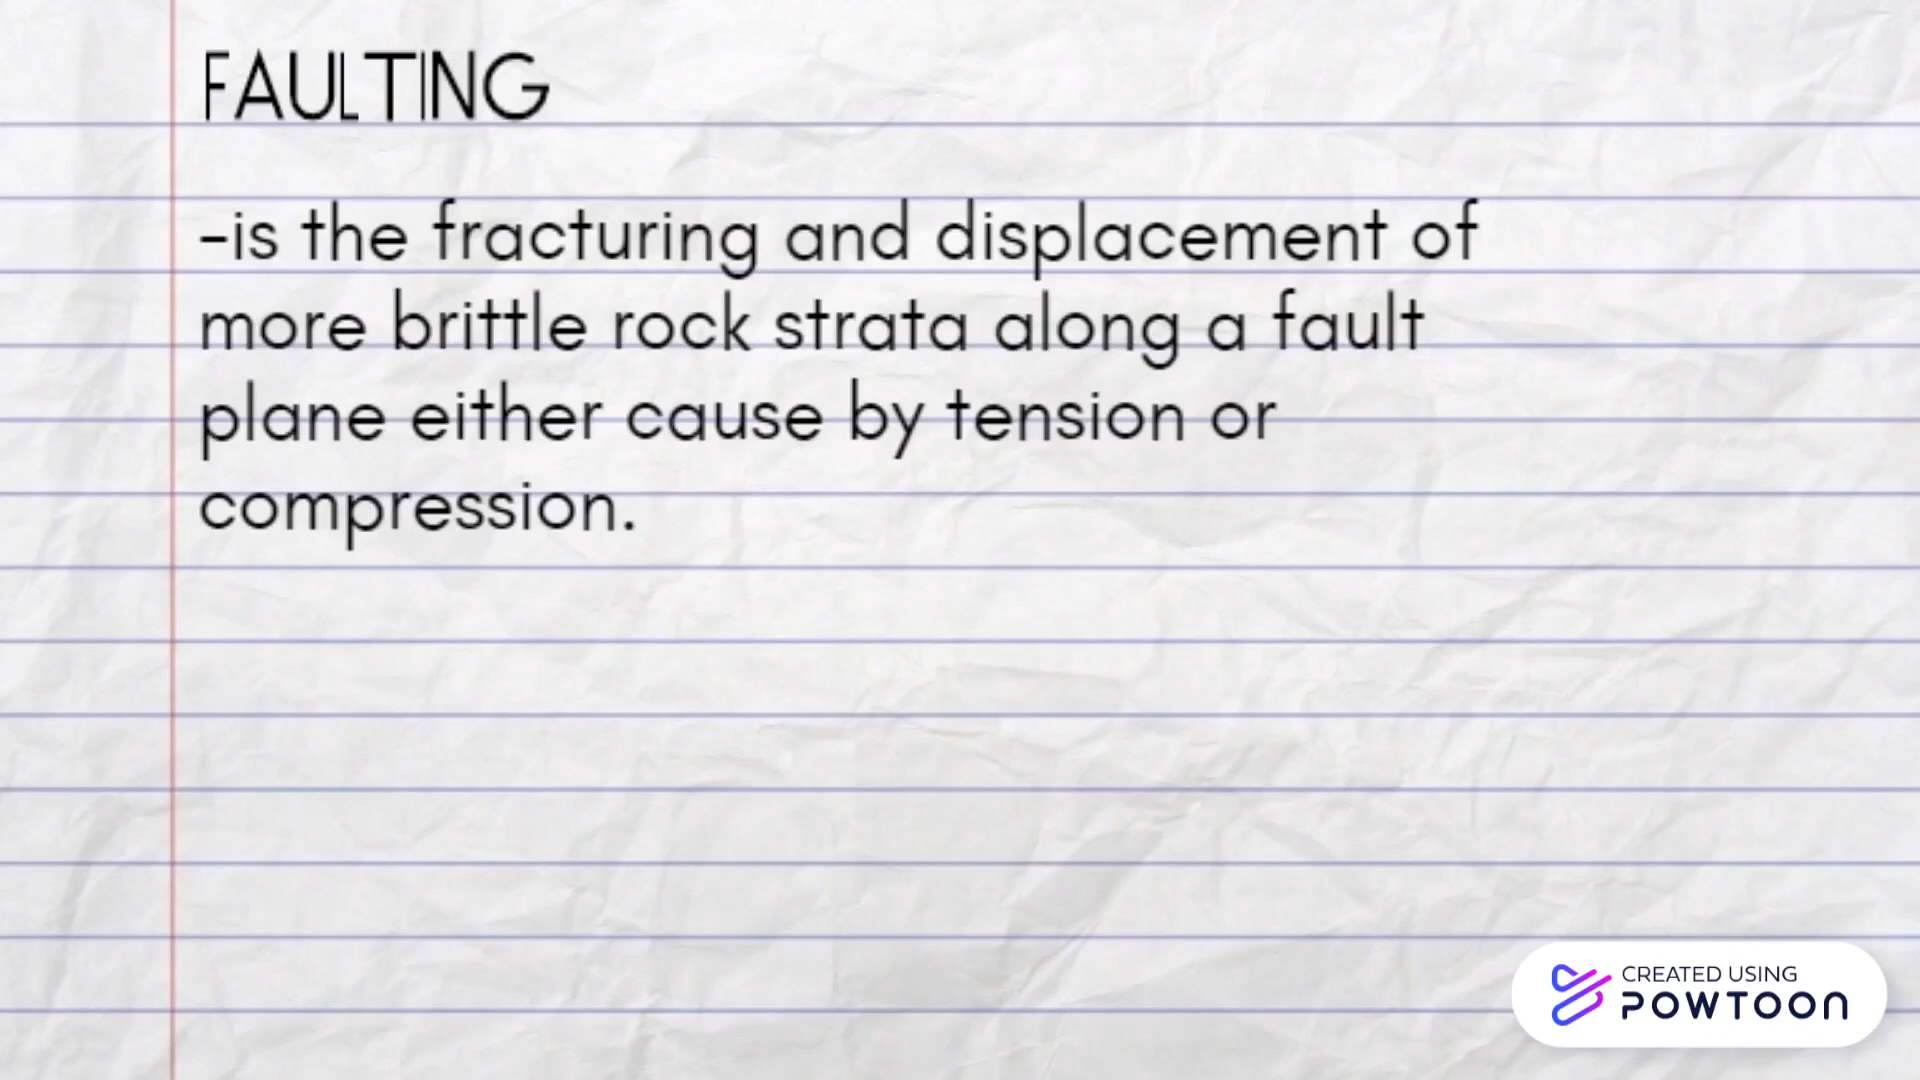 FAULTING
-is the fracturing and displacement of
more brittle rock strata along a fault
plane either cause by tension or
compression.
CREATED USING
POWTOON